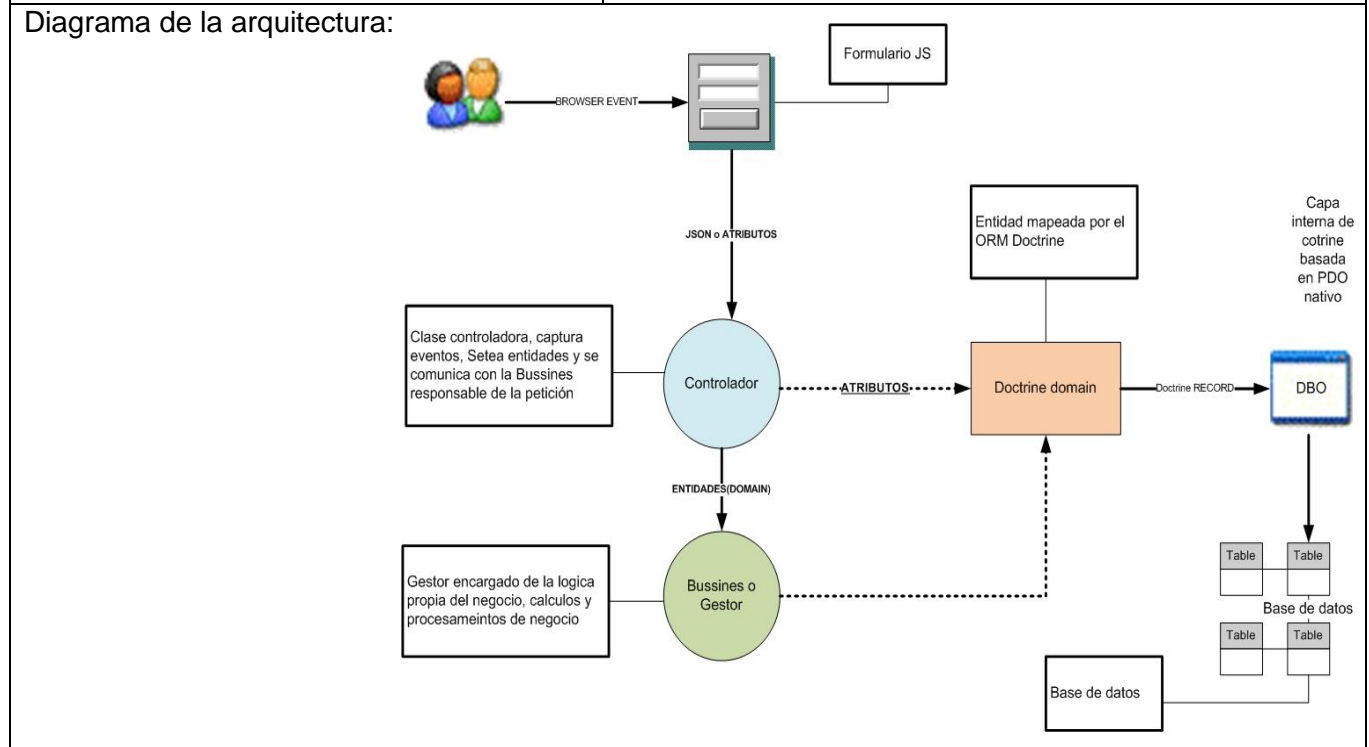 Diagrama de la arquitectura:
Formulario JS
BROWSER EVENT
JSON o ATRIBUTOS
Entidad mapeada por el
ORM Doctrine
Capa
interna de
cotrine
basada
en PDO
nativo
Clase controladora, captura
eventos, Setea entidades y se
comunica con la Bussines
responsable de la petición
Controlador
ATRIBUTOS
Doctrine domain
Doctrine RECORD
DBO
ENTIDADES(DOMAIN)
Gestor encargado de la logica
propia del negocio, calculos y
procesameintos de negocio
Bussines o
Gestor
Table
Table
Base de datos
Table
Table
Base de datos